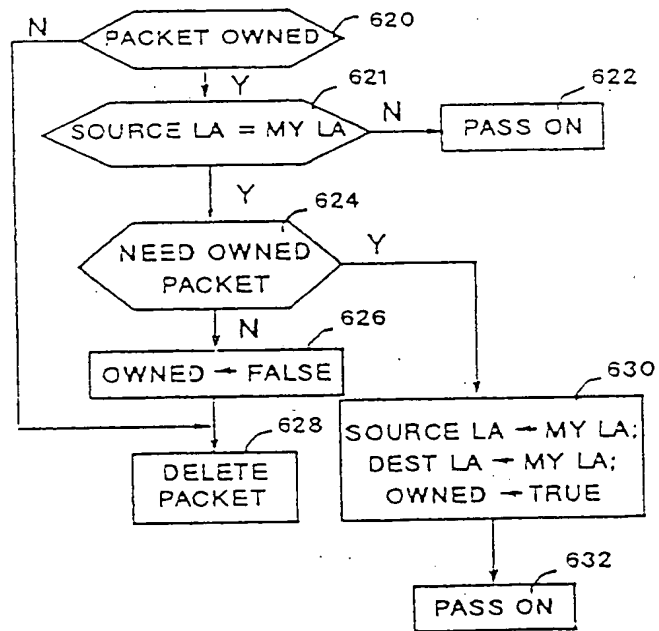 N
PACKET OWNED
620
Y
621
SOURCE LA = MY LA
N
622
PASS ON
Y
624
NEED OWNED
PACKET
Y
N
626
OWNED ← FALSE
628
DELETE
PACKET
630
SOURCE LA ← MY LA;
DEST LA ← MY LA;
OWNED ← TRUE
632
PASS ON